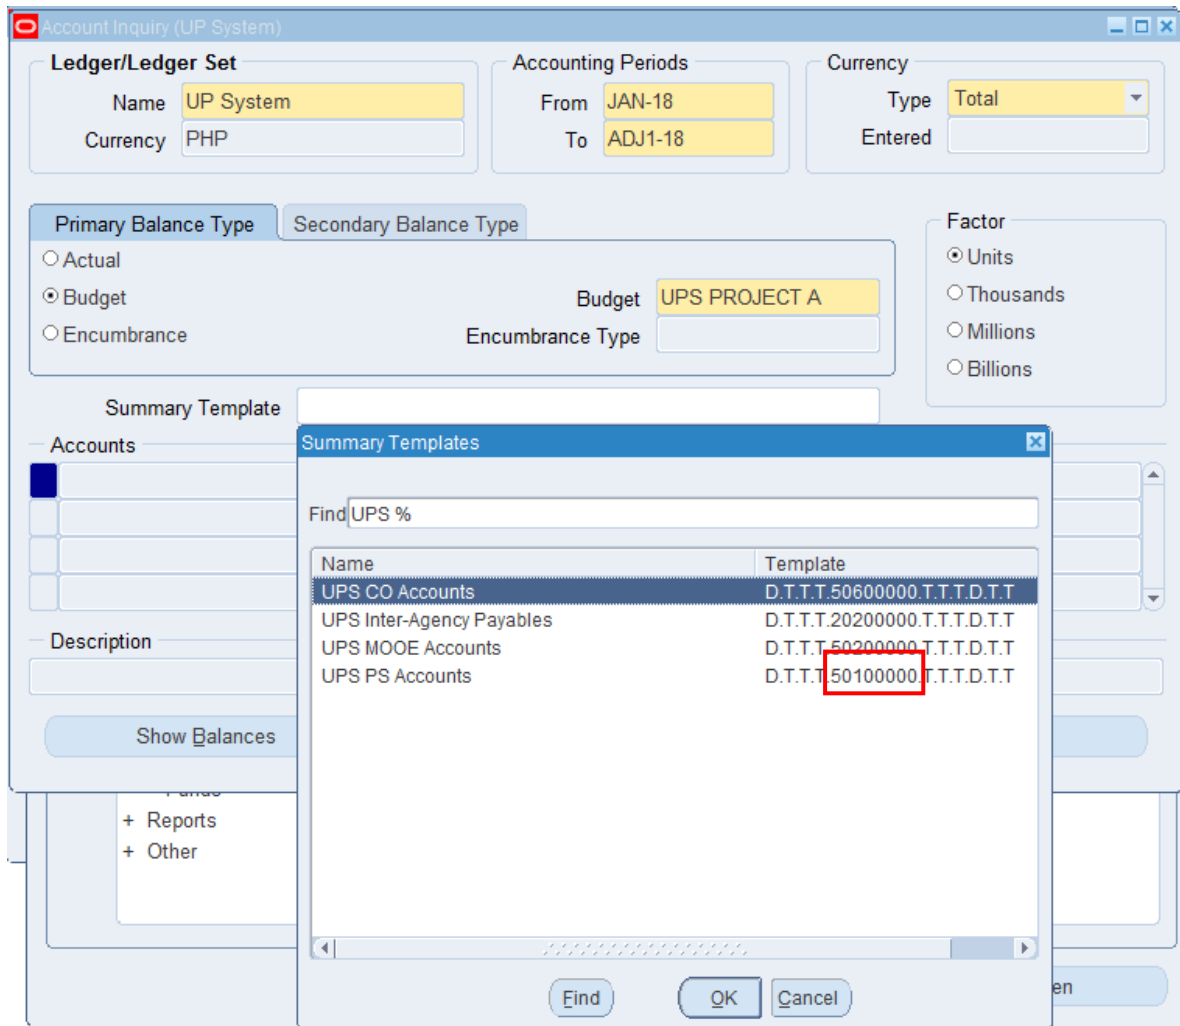 Account Inquiry (UP System)
Ledger/Ledger Set
Accounting Periods
Currency
Name UP System
From JAN-18
Type Total
Currency PHP
To ADJ1-18
Entered
Primary Balance Type
Secondary Balance Type
Factor
Actual
Units
Budget
Budget UPS PROJECT A
Thousands
Encumbrance
Encumbrance Type
Millions
Billions
Summary Template
Accounts
Summary Templates
Find UPS %
Name Template
UPS CO Accounts D.T.T.T.50600000.T.T.T.D.T.T
UPS Inter-Agency Payables D.T.T.T.20200000.T.T.T.D.T.T
UPS MOOE Accounts D.T.T.T.50200000.T.T.T.D.T.T
UPS PS Accounts D.T.T.T.50100000.T.T.T.D.T.T
Description
Show Balances
+ Reports
+ Other
Find
OK
Cancel